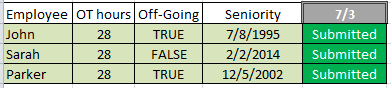 Employee OT hours Off-Going Seniority 7/3
John 28 TRUE 7/8/1995 Submitted
Sarah 28 FALSE 2/2/2014 Submitted
Parker 28 TRUE 12/5/2002 Submitted